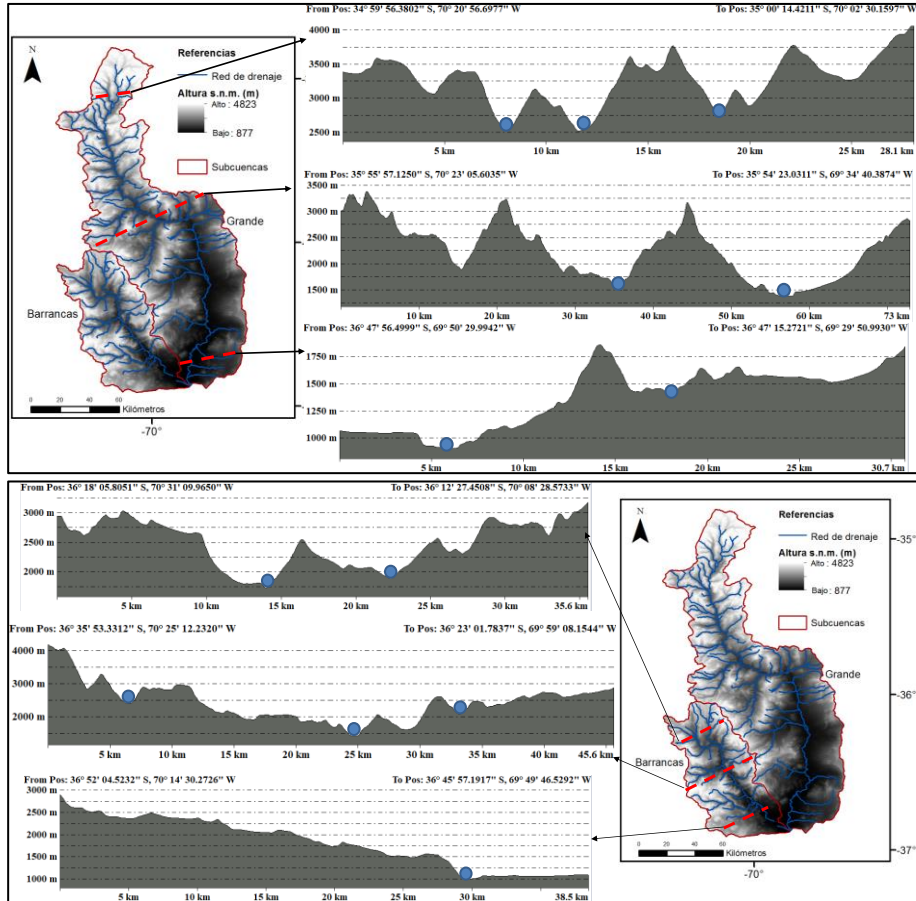 From Pos: 34° 59' 56.3802" S, 70° 20' 56.6977" W
To Pos: 35° 00' 14.4211" S, 70° 02' 30.1597" W
4000 m
3500 m
3000 m
2500 m
5 km
10 km
15 km
20 km
25 km
28.1 km
N
Referencias
Red de drenaje
Altura s.n.m. (m)
Alto : 4823
Bajo : 877
Subcuencas
Grande
Barrancas
0 20 40 60
Kilómetros
-70°
From Pos: 35° 55' 57.1250" S, 70° 23' 05.6035" W
To Pos: 35° 54' 23.0311" S, 69° 34' 40.3874" W
3500 m
3000 m
2500 m
2000 m
1500 m
10 km
20 km
30 km
40 km
50 km
60 km
73 km
From Pos: 36° 47' 56.4999" S, 69° 50' 29.9942" W
To Pos: 36° 47' 15.2721" S, 69° 29' 50.9930" W
1750 m
1500 m
1250 m
1000 m
5 km
10 km
15 km
20 km
25 km
30.7 km
From Pos: 36° 18' 05.8051" S, 70° 31' 09.9650" W
To Pos: 36° 12' 27.4508" S, 70° 08' 28.5733" W
3000 m
2500 m
2000 m
5 km
10 km
15 km
20 km
25 km
30 km
35.6 km
From Pos: 36° 35' 53.3312" S, 70° 25' 12.2320" W
To Pos: 36° 23' 01.7837" S, 69° 59' 08.1544" W
4000 m
3000 m
2000 m
5 km
10 km
15 km
20 km
25 km
30 km
35 km
40 km
45.6 km
From Pos: 36° 52' 04.5232" S, 70° 14' 30.2726" W
To Pos: 36° 45' 57.1917" S, 69° 49' 46.5292" W
2500 m
2000 m
1500 m
1000 m
5 km
10 km
15 km
20 km
25 km
30 km
38.5 km
N
Referencias
Red de drenaje
Altura s.n.m. (m)
Alto : 4823
Bajo : 877
Subcuencas
Grande
Barrancas
0 20 40 60
Kilómetros
-35°
-36°
-37°
-70°